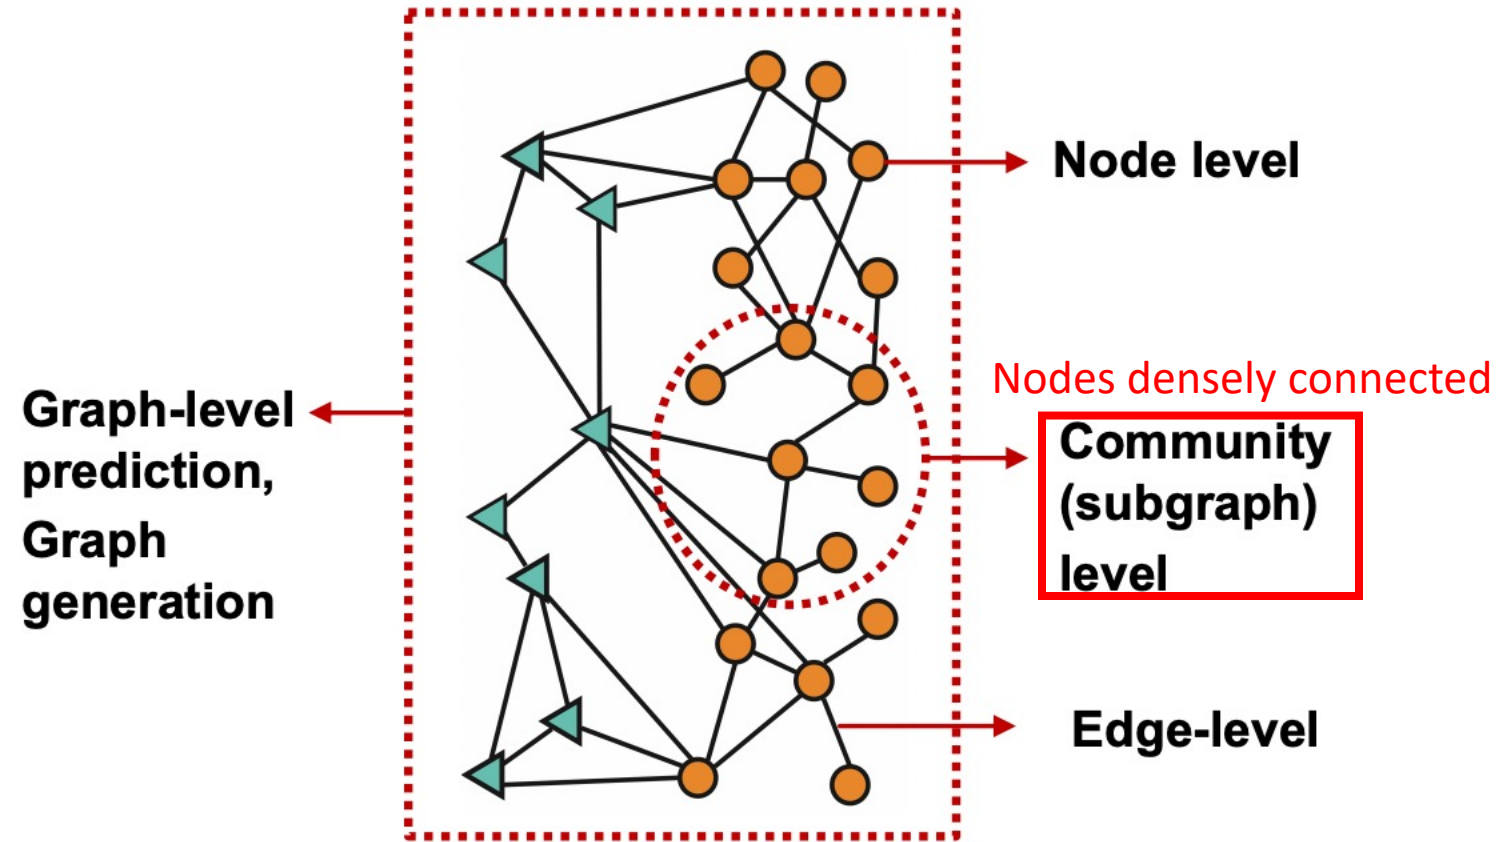 Node level
Nodes densely connected
Graph-level
prediction,
Graph
generation
Community
(subgraph)
level
Edge-level